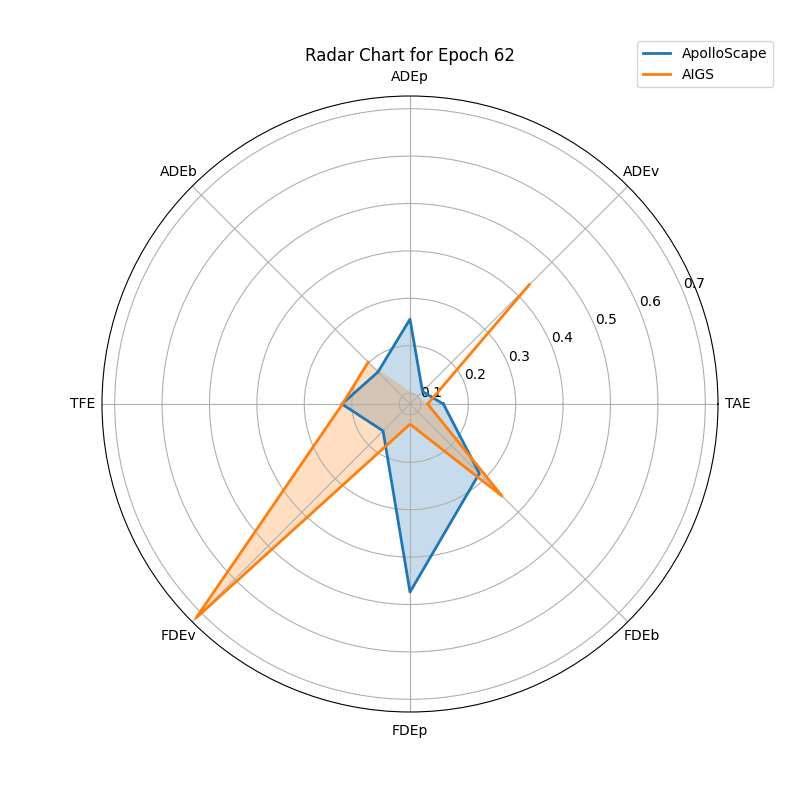 Radar Chart for Epoch 62
ApolloScape
AIGS
ADEp
ADEb
ADEv
0.7
0.6
0.5
0.4
0.3
0.2
0.1
TFE
TAE
FDEv
FDEb
FDEp